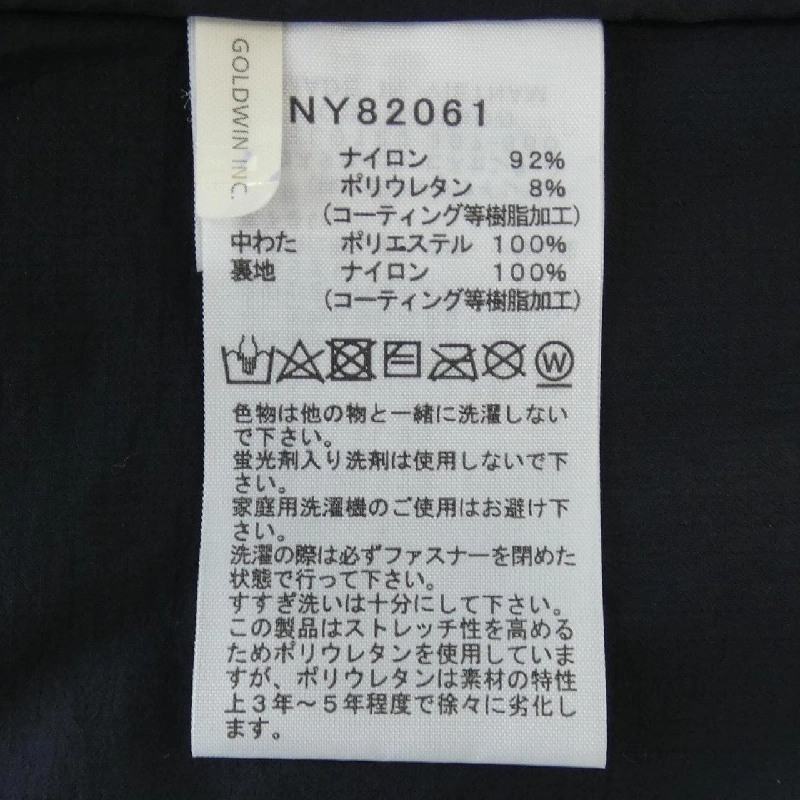 GOLDWIN INC.
NY82061
ナイロン 92%
ポリウレタン 8%
(コーティング等樹脂加工)
中わた ポリエステル 100%
裏地 ナイロン 100%
(コーティング等樹脂加工)
W
色物は他の物と一緒に洗濯しない
で下さい。
蛍光剤入り洗剤は使用しないで下
さい。
家庭用洗濯機のご使用はお避け下
さい。
洗濯の際は必ずファスナーを閉めた
状態で行って下さい。
すすぎ洗いは十分にして下さい。
この製品はストレッチ性を高める
ためポリウレタンを使用していま
すが、ポリウレタンは素材の特性
上3年～5年程度で徐々に劣化し
ます。